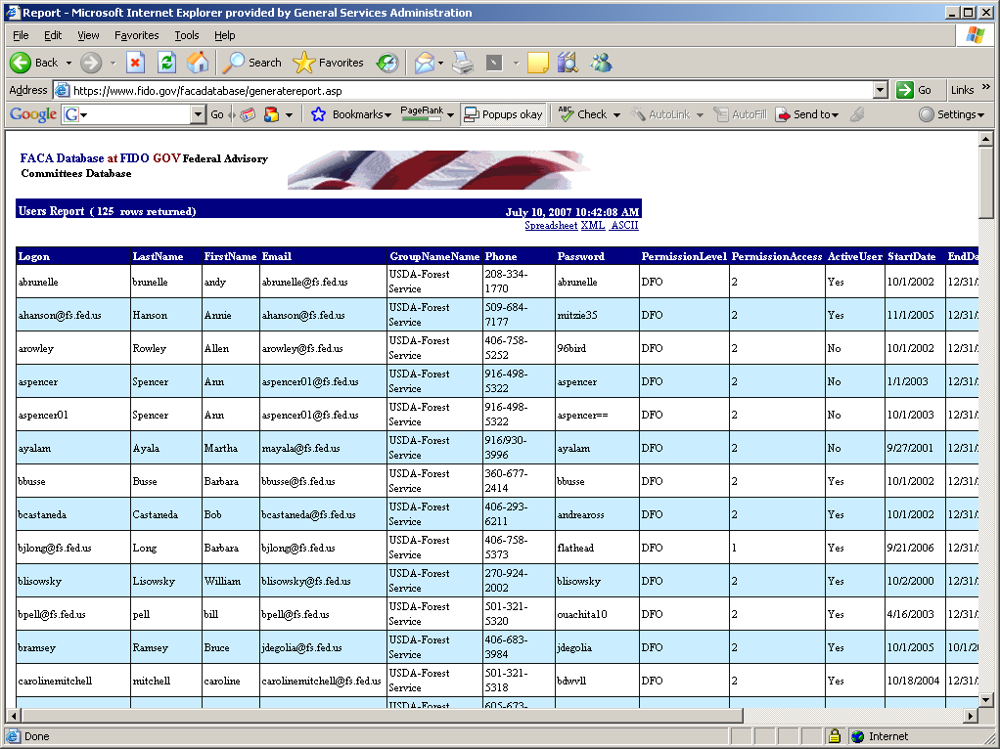 Report - Microsoft Internet Explorer provided by General Services Administration
File Edit View Favorites Tools Help
Back Search Favorites
Address https://www.fido.gov/facadatabase/generatereport.asp Go Links »
Google G Go Bookmarks PageRank Popups okay ABC Check AutoLink AutoFill Send to Settings
FACA Database at FIDO GOV Federal Advisory
Committees Database
Users Report ( 125 rows returned) July 10, 2007 10:42:08 AM
Spreadsheet XML ASCII
Logon LastName FirstName Email GroupNameName Phone Password PermissionLevel PermissionAccess ActiveUser StartDate EndDa
abrunelle brunelle andy abrunelle@fs.fed.us USDA-Forest Service 208-334-1770 abrunelle DFO 2 Yes 10/1/2002 12/31/
ahanson@fs.fed.us Hanson Annie ahanson@fs.fed.us USDA-Forest Service 509-684-7177 mitzie35 DFO 2 Yes 11/1/2005 12/31/
arowley Rowley Allen arowley@fs.fed.us USDA-Forest Service 406-758-5252 96bird DFO 2 No 10/1/2002 12/31/
aspencer Spencer Ann aspencer01@fs.fed.us USDA-Forest Service 916-498-5322 aspencer DFO 2 No 1/1/2003 12/31/
aspencer01 Spencer Ann aspencer01@fs.fed.us USDA-Forest Service 916-498-5322 aspencer== DFO 2 No 10/1/2003 12/31/
ayalam Ayala Martha mayala@fs.fed.us USDA-Forest Service 916/930-3996 ayalam DFO 2 No 9/27/2001 12/31/
bbusse Busse Barbara bbusse@fs.fed.us USDA-Forest Service 360-677-2414 bbusse DFO 2 Yes 10/1/2002 12/31/
bcastaneda Castaneda Bob bcastaneda@fs.fed.us USDA-Forest Service 406-293-6211 andreaross DFO 2 Yes 10/1/2002 12/31/
bjlong@fs.fed.us Long Barbara bjlong@fs.fed.us USDA-Forest Service 406-758-5373 flathead DFO 1 Yes 9/21/2006 12/31/
blisowsky Lisowsky William blisowsky@fs.fed.us USDA-Forest Service 270-924-2002 blisowsky DFO 2 Yes 10/2/2000 12/31/
bpell@fs.fed.us pell bill bpell@fs.fed.us USDA-Forest Service 501-321-5320 ouachita10 DFO 2 Yes 4/16/2003 12/31/
bramsey Ramsey Bruce jdegolia@fs.fed.us USDA-Forest Service 406-683-3984 jdegolia DFO 2 Yes 10/1/2005 10/1/20
carolinemitchell mitchell caroline carolinemitchell@fs.fed.us USDA-Forest Service 501-321-5318 bdwvll DFO 2 Yes 10/18/2004 12/31/
USDA-Forest 605-673-
Done Internet